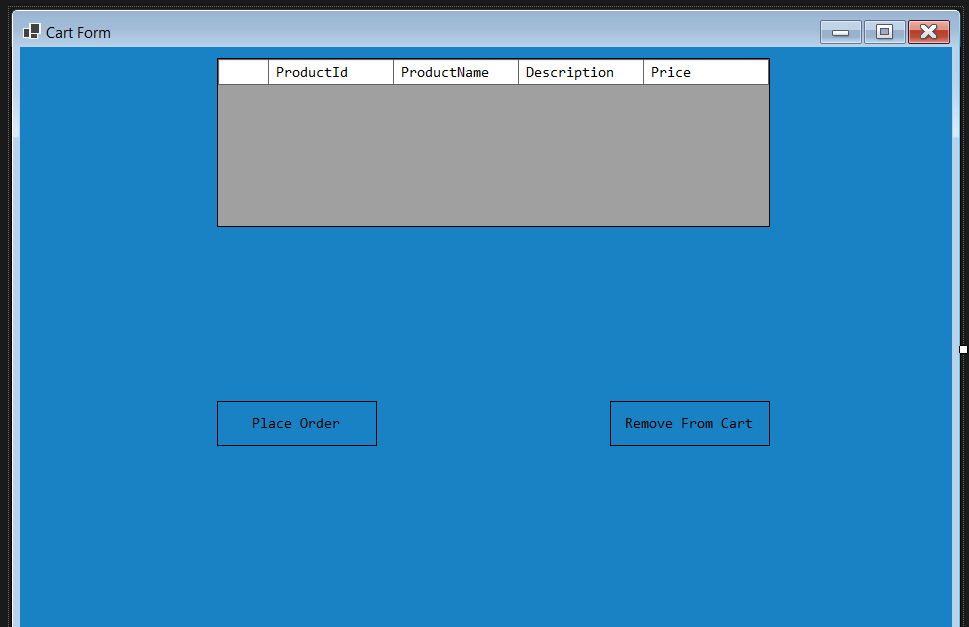 Cart Form
ProductId ProductName Description Price
Place Order Remove From Cart